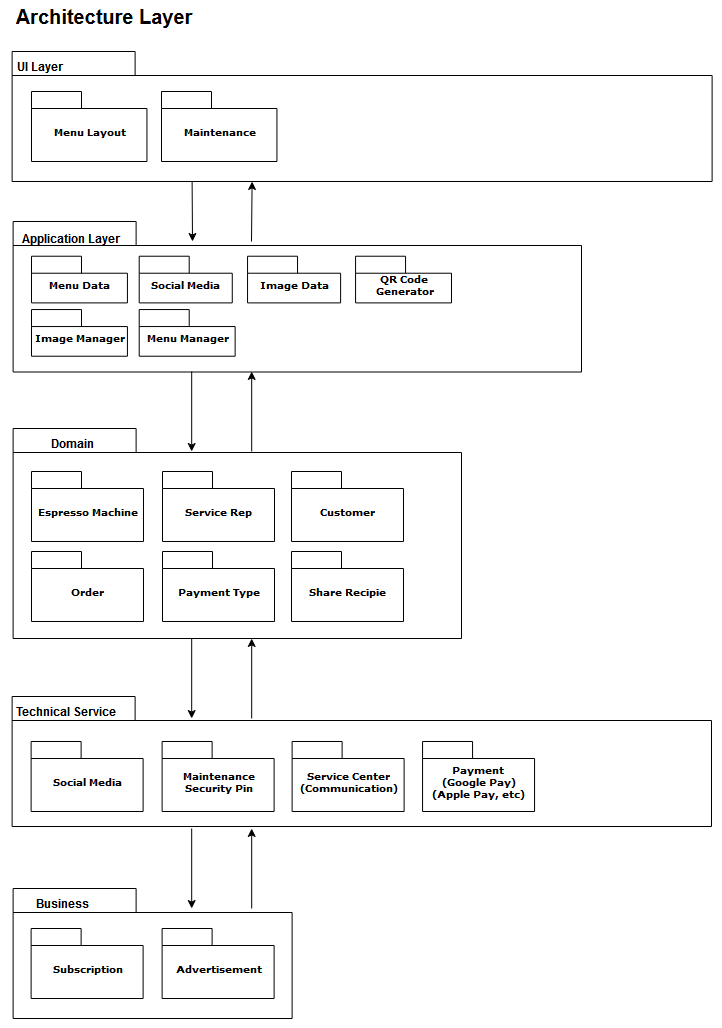 Architecture Layer
UI Layer
Menu Layout
Maintenance
Application Layer
Menu Data
Social Media
Image Data
QR Code
Generator
Image Manager
Menu Manager
Domain
Espresso Machine
Service Rep
Customer
Order
Payment Type
Share Recipie
Technical Service
Social Media
Maintenance
Security Pin
Service Center
(Communication)
Payment
(Google Pay)
(Apple Pay, etc)
Business
Subscription
Advertisement